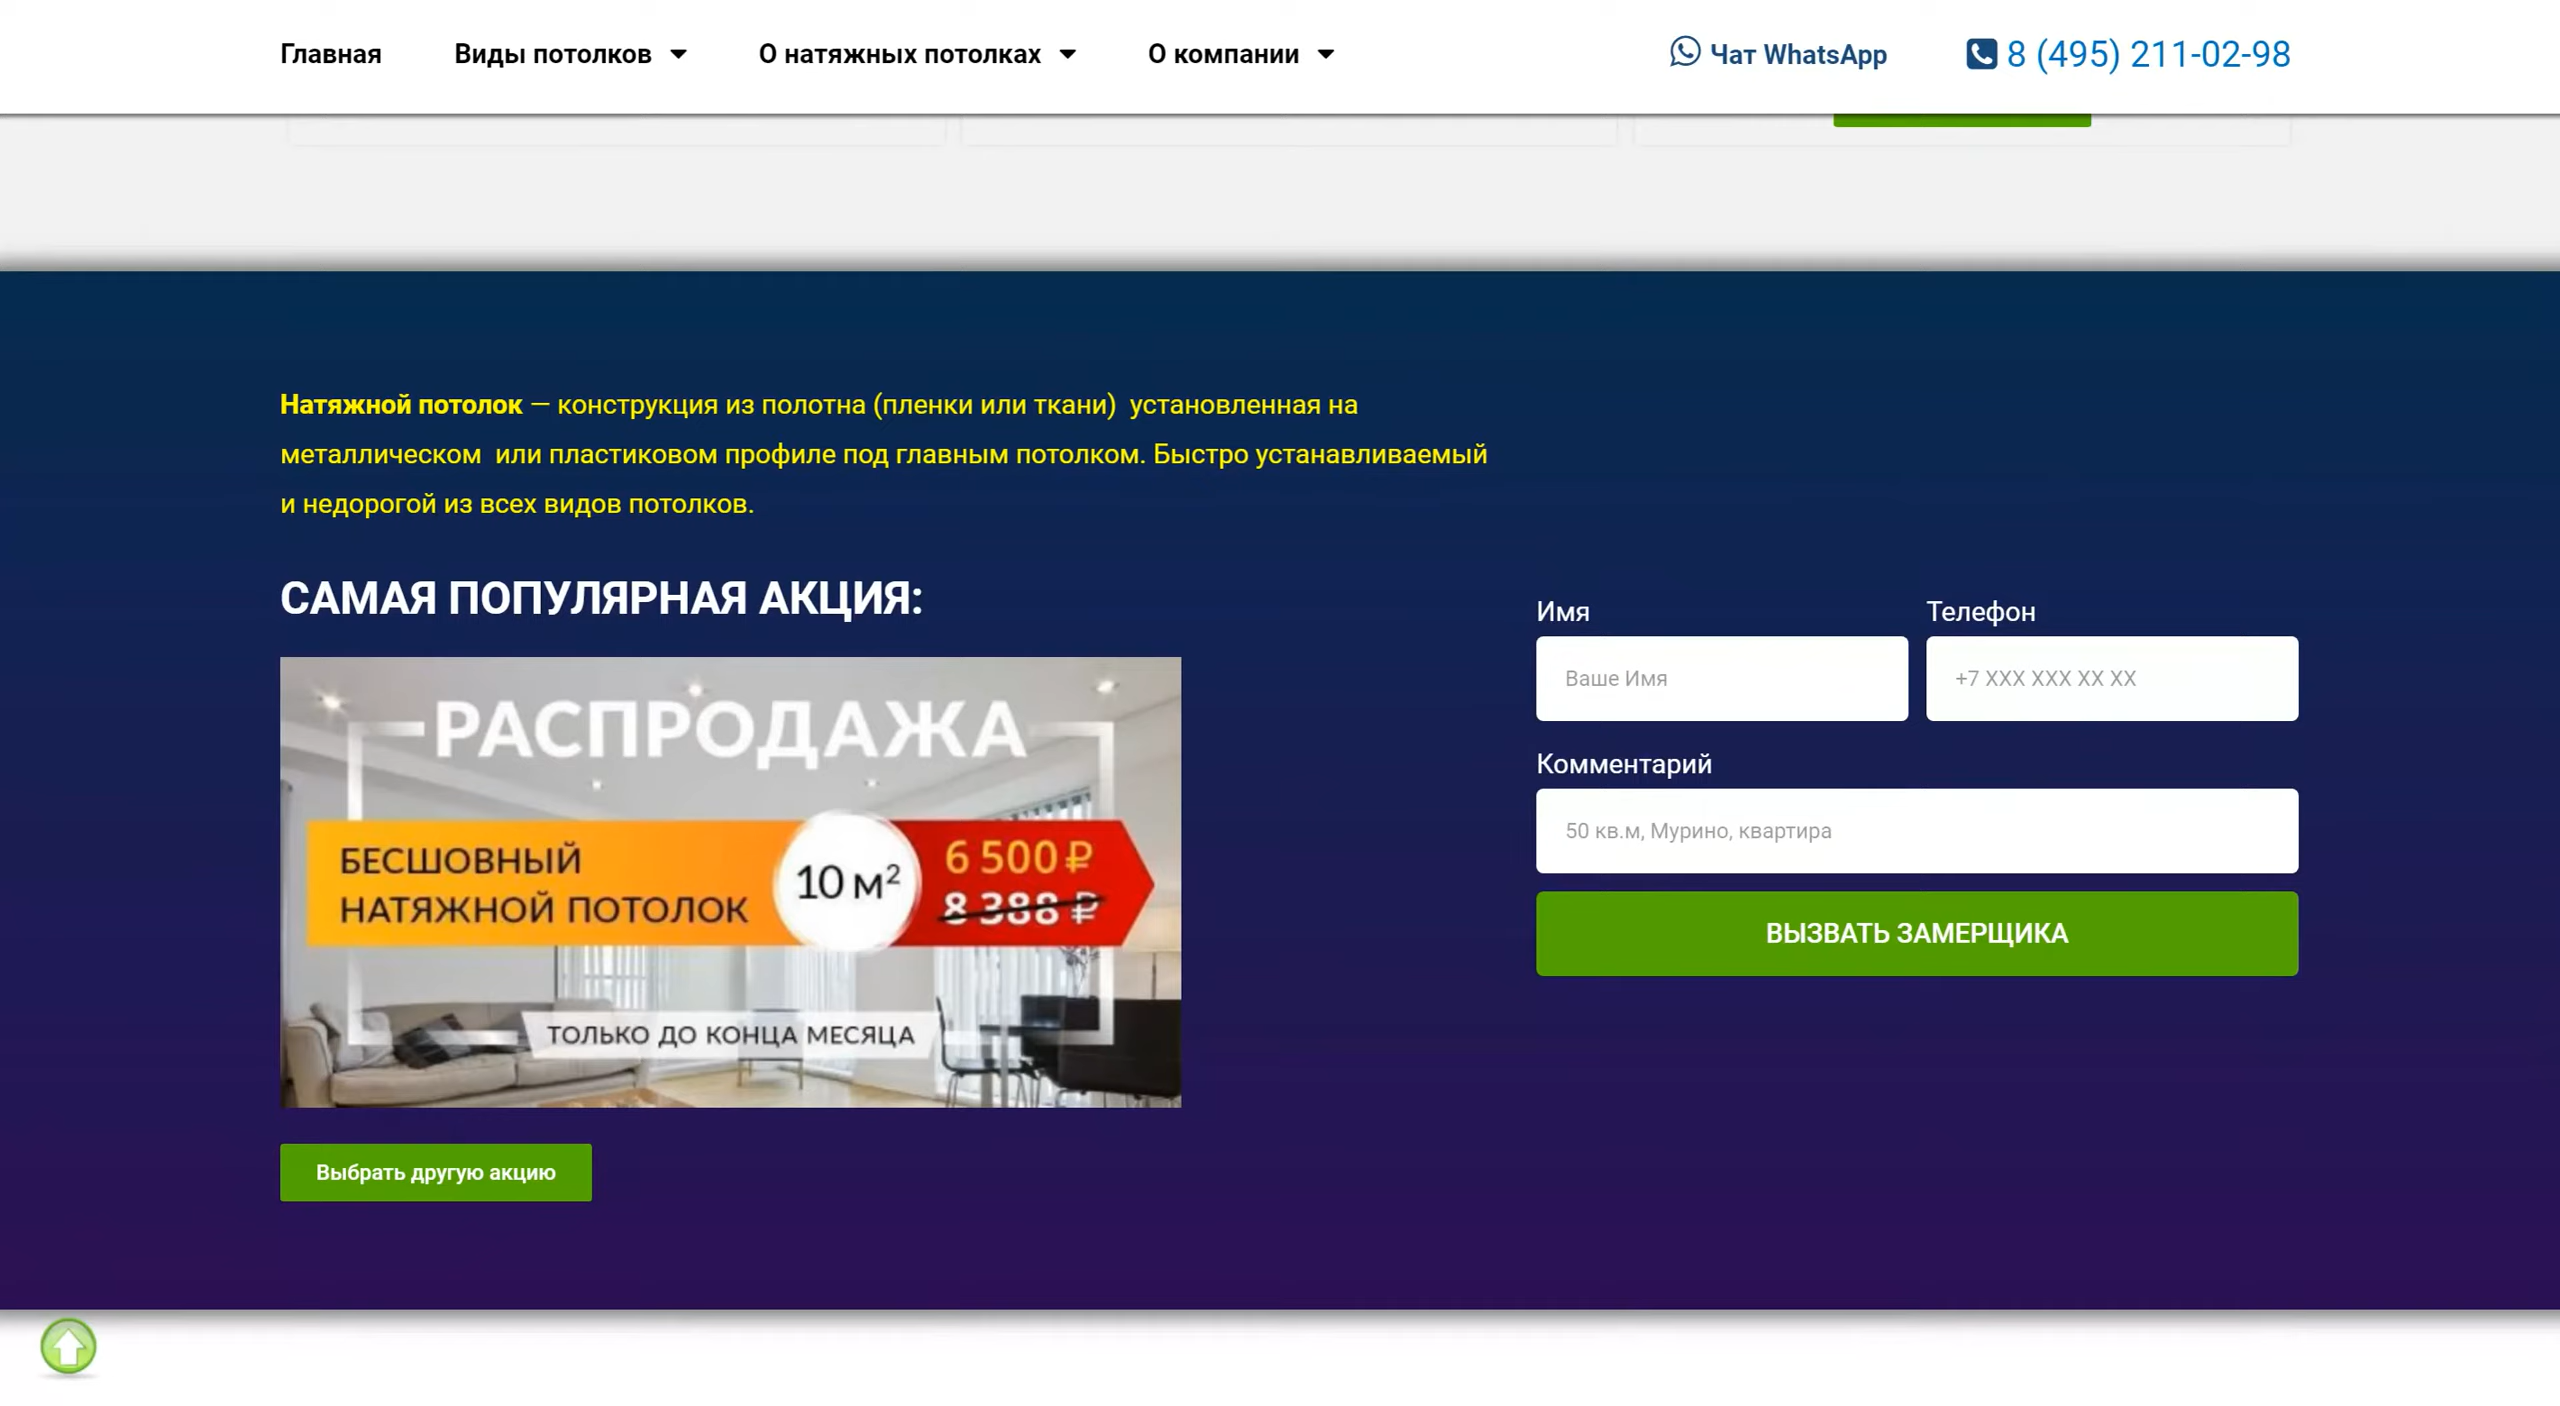 Главная
Виды потолков
О натяжных потолках
О компании
Чат WhatsApp
8 (495) 211-02-98
Натяжной потолок — конструкция из полотна (пленки или ткани)  установленная на
металлическом  или пластиковом профиле под главным потолком. Быстро устанавливаемый
и недорогой из всех видов потолков.
САМАЯ ПОПУЛЯРНАЯ АКЦИЯ:
РАСПРОДАЖА
БЕСШОВНЫЙ
НАТЯЖНОЙ ПОТОЛОК
10 м²
6 500 ₽
8 388 ₽
ТОЛЬКО ДО КОНЦА МЕСЯЦА
Выбрать другую акцию
Имя
Ваше Имя
Телефон
+7 XXX XXX XX XX
Комментарий
50 кв.м, Мурино, квартира
ВЫЗВАТЬ ЗАМЕРЩИКА